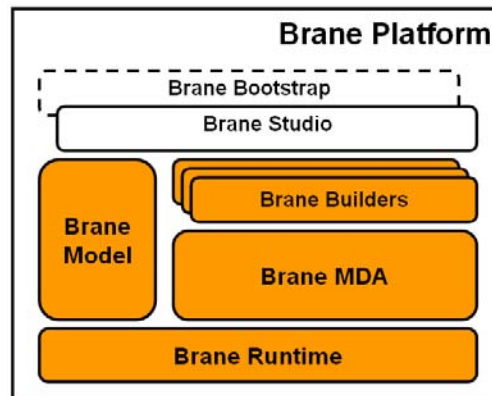 Brane Platform
Brane Bootstrap
Brane Studio
Brane
Model
Brane Builders
Brane MDA
Brane Runtime